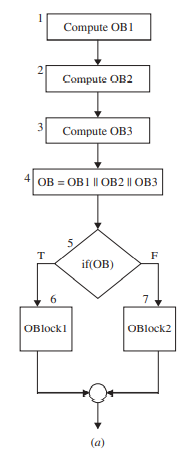 1
Compute OB1
2
Compute OB2
3
Compute OB3
4
OB = OB1 || OB2 || OB3
5
T
if(OB)
F
6
7
OBlock1
OBlock2
(a)